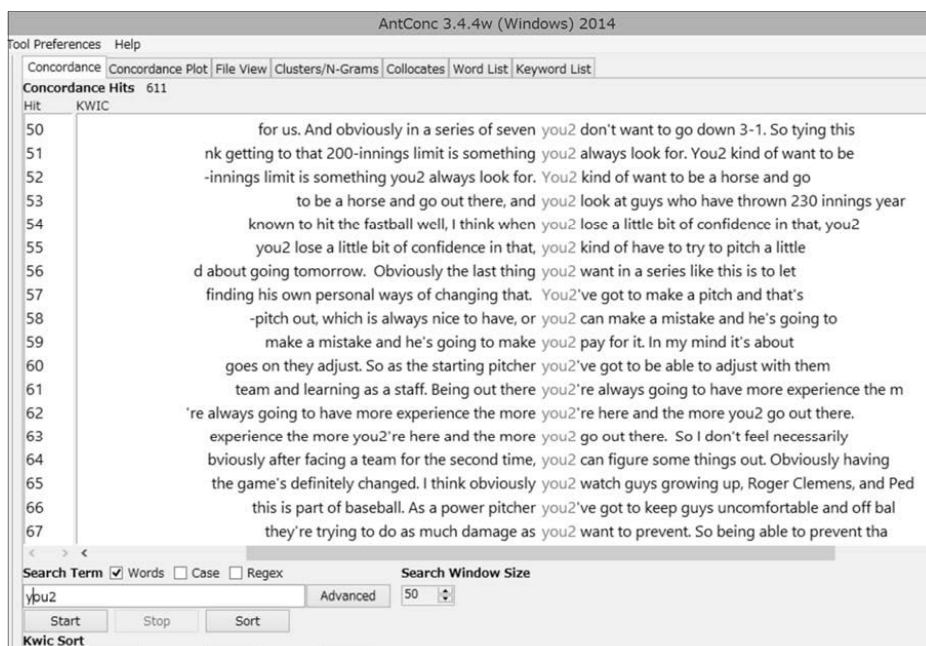 AntConc 3.4.4w (Windows) 2014
Tool Preferences Help
Concordance Concordance Plot File View Clusters/N-Grams Collocates Word List Keyword List
Concordance Hits 611
Hit KWIC
50 for us. And obviously in a series of seven you2 don't want to go down 3-1. So tying this
51 nk getting to that 200-innings limit is something you2 always look for. You2 kind of want to be
52 -innings limit is something you2 always look for. You2 kind of want to be a horse and go
53 to be a horse and go out there, and you2 look at guys who have thrown 230 innings year
54 known to hit the fastball well, I think when you2 lose a little bit of confidence in that, you2
55 you2 lose a little bit of confidence in that, you2 kind of have to try to pitch a little
56 d about going tomorrow. Obviously the last thing you2 want in a series like this is to let
57 finding his own personal ways of changing that. You2've got to make a pitch and that's
58 -pitch out, which is always nice to have, or you2 can make a mistake and he's going to
59 make a mistake and he's going to make you2 pay for it. In my mind it's about
60 goes on they adjust. So as the starting pitcher you2've got to be able to adjust with them
61 team and learning as a staff. Being out there you2're always going to have more experience the m
62 're always going to have more experience the more you2're here and the more you2 go out there.
63 experience the more you2're here and the more you2 go out there. So I don't feel necessarily
64 bviously after facing a team for the second time, you2 can figure some things out. Obviously having
65 the game's definitely changed. I think obviously you2 watch guys growing up, Roger Clemens, and Ped
66 this is part of baseball. As a power pitcher you2've got to keep guys uncomfortable and off bal
67 they're trying to do as much damage as you2 want to prevent. So being able to prevent tha
Search Term Words Case Regex Search Window Size
you2 Advanced 50
Start Stop Sort
Kwic Sort